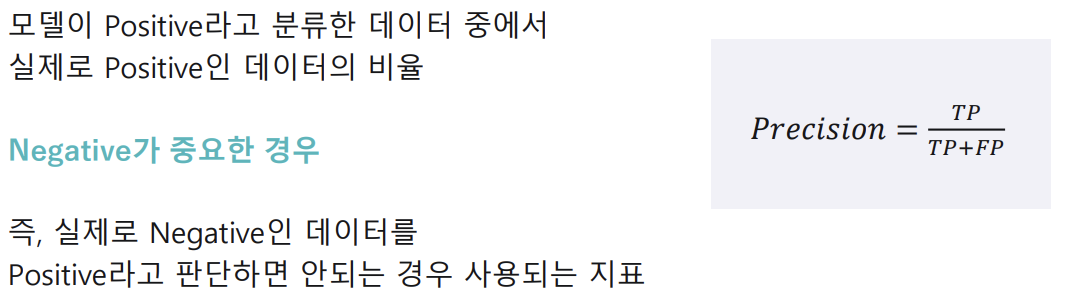 모델이 Positive라고 분류한 데이터 중에서
실제로 Positive인 데이터의 비율
Negative가 중요한 경우
즉, 실제로 Negative인 데이터를
Positive라고 판단하면 안되는 경우 사용되는 지표
Precision = TP / TP+FP